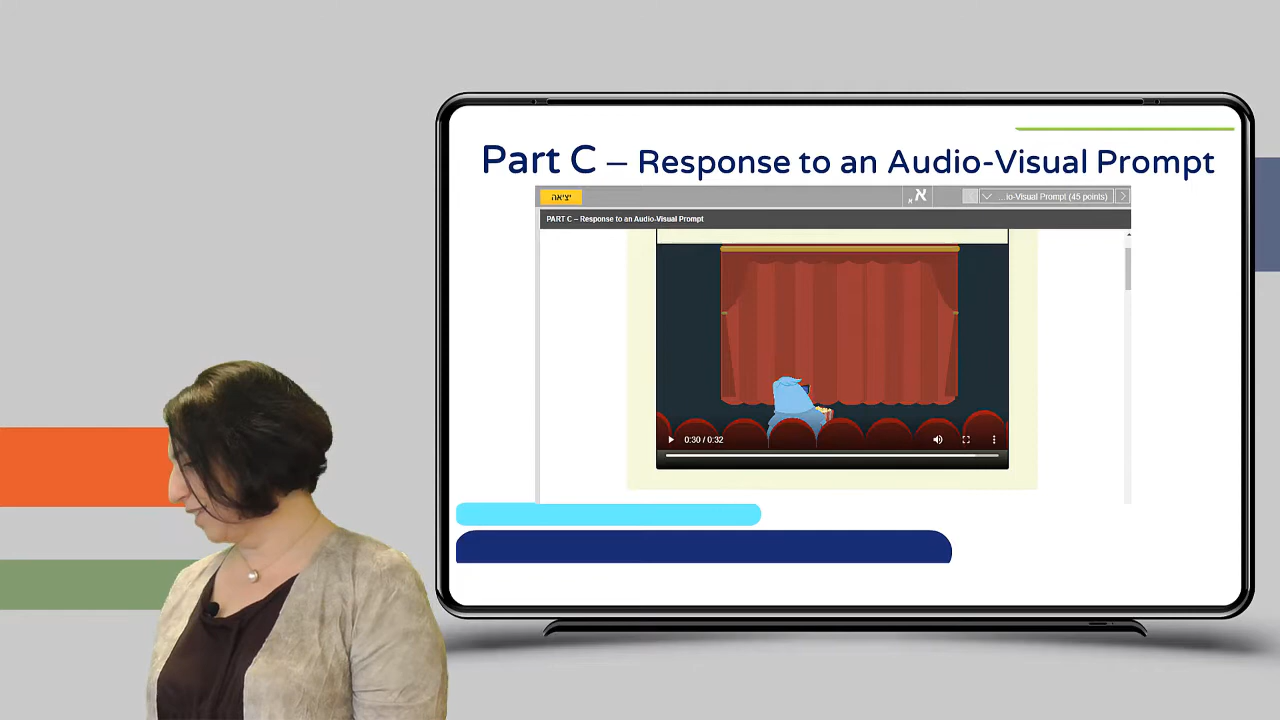 Part C – Response to an Audio-Visual Prompt
יציאה
א א
...io-Visual Prompt (45 points)
PART C – Response to an Audio-Visual Prompt
0:30 / 0:32